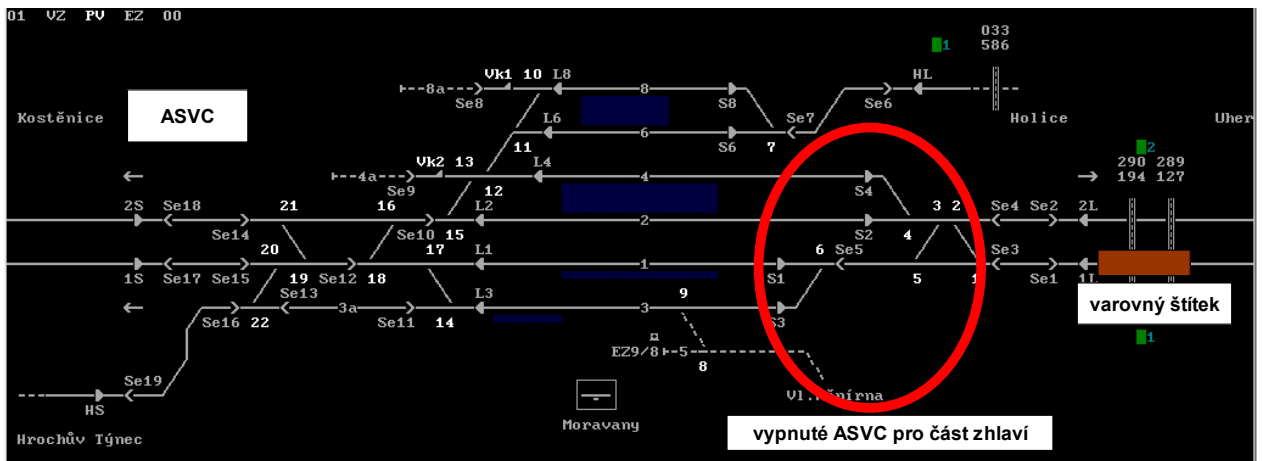 01 VZ PV EZ 00
033
1 586
Vk1 10 L8 HL
8a 8
Se8 S8 Se6
Kostěnice ASVC L6 Se7 Holice Uher
6
11 S6 7
2
Vk2 13 L4 290 289
4a 4 194 127
Se9 12 S4
2S Se18 21 16 L2 3 2 Se4 Se2 2L
2
Se14 Se10 15 S2 4
20 17 L1 6 Se5 Se3
1
1S Se17 Se15 19 Se12 18 S1 5 1 Se1 1L
Se13 L3 9 varovný štítek
3a 3
Se16 22 Se11 14 S3
1
EZ9/8 5
8
Se19
HS
Moravany
vypnuté ASVC pro část zhlaví
Hrochův Týnec